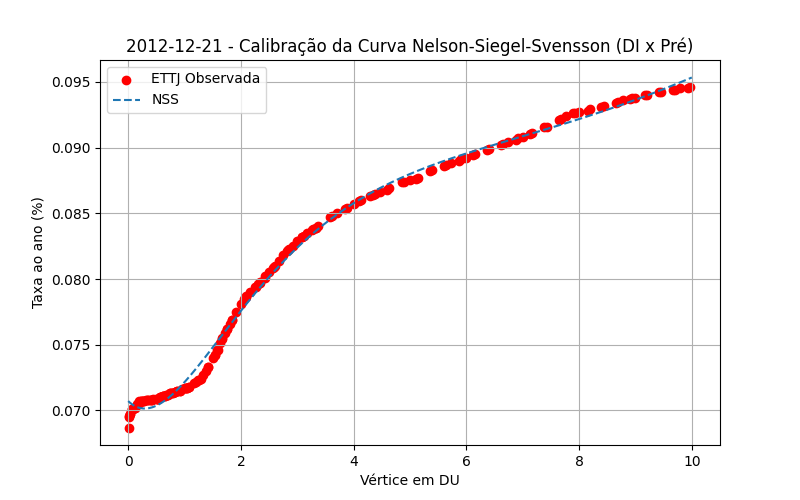 2012-12-21 - Calibração da Curva Nelson-Siegel-Svensson (DI x Pré)
ETTJ Observada
NSS
Taxa ao ano (%)
0.095
0.090
0.085
0.080
0.075
0.070
0 2 4 6 8 10
Vértice em DU